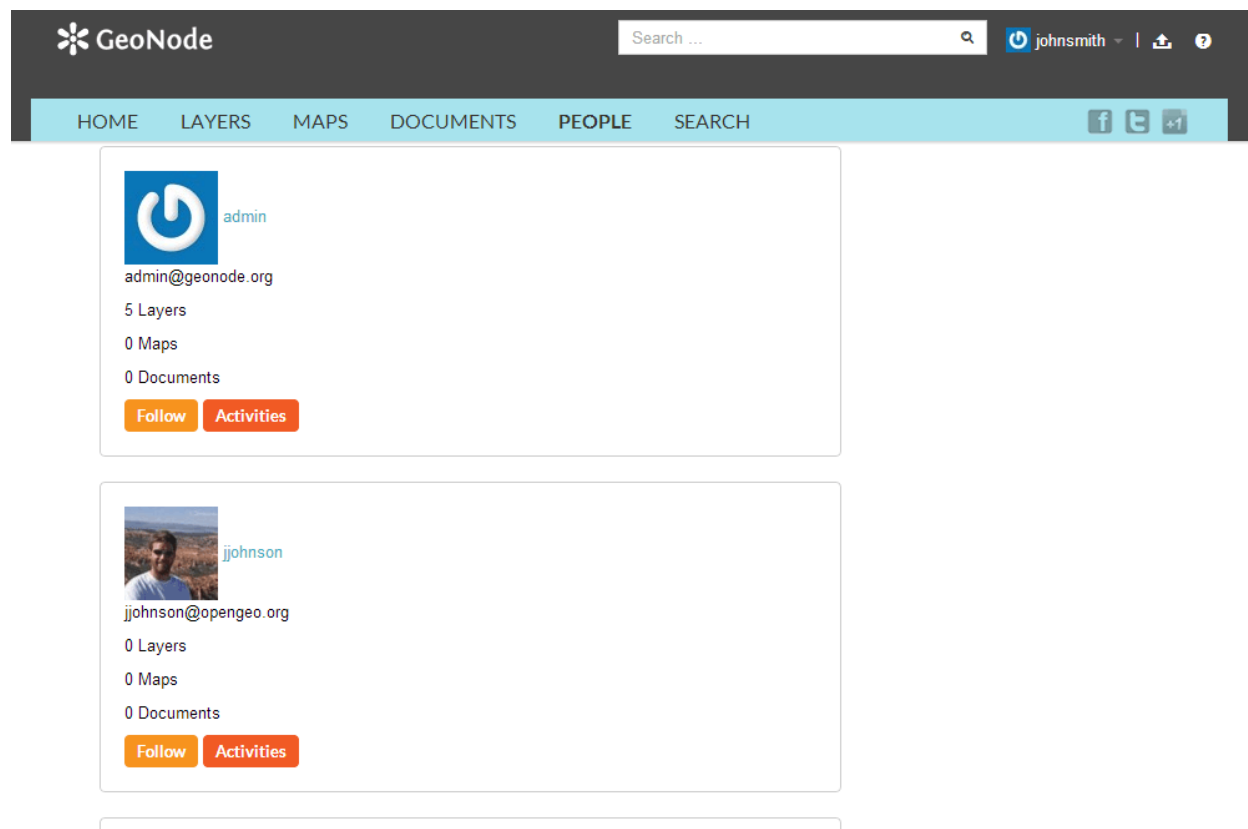 GeoNode
Search ...
johnsmith |
HOME LAYERS MAPS DOCUMENTS PEOPLE SEARCH
f t +1
admin
admin@geonode.org
5 Layers
0 Maps
0 Documents
Follow Activities
jjohnson
jjohnson@opengeo.org
0 Layers
0 Maps
0 Documents
Follow Activities